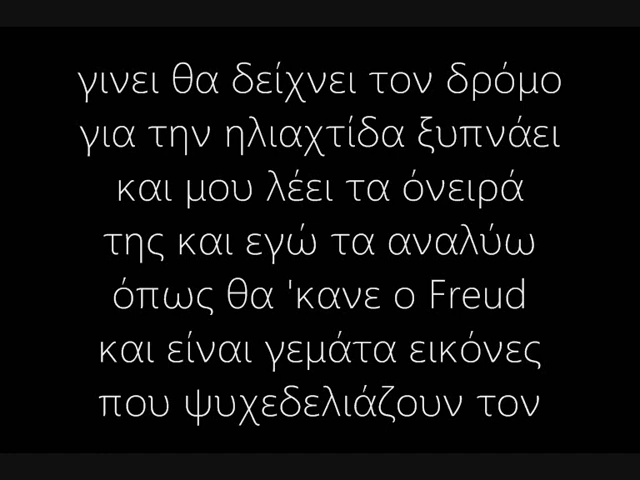 γινει θα δείχνει τον δρόμο
για την ηλιαχτίδα ξυπνάει
και μου λέει τα όνειρά
της και εγώ τα αναλύω
όπως θα 'κανε ο Freud
και είναι γεμάτα εικόνες
που ψυχεδελιάζουν τον